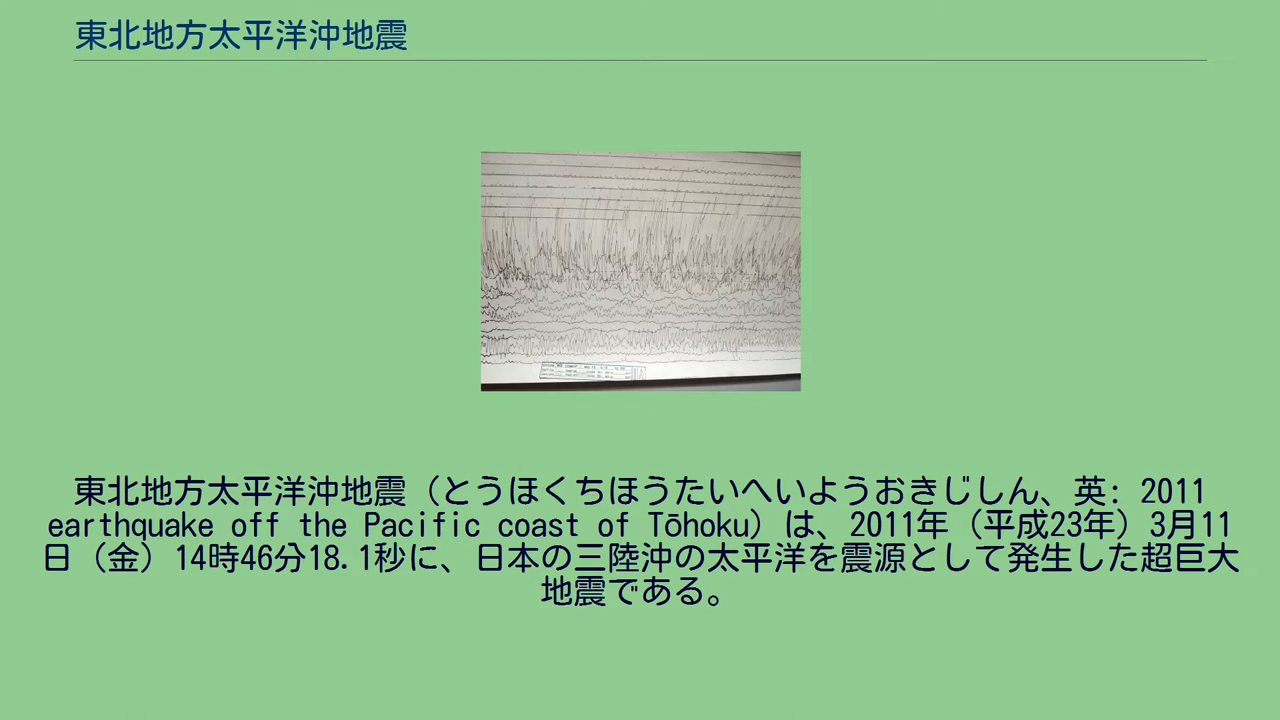 東北地方太平洋沖地震
東北地方太平洋沖地震（とうほくちほうたいへいようおきじしん、英: 2011
earthquake off the Pacific coast of Tōhoku）は、2011年（平成23年）3月11
日（金）14時46分18.1秒に、日本の三陸沖の太平洋を震源として発生した超巨大
地震である。